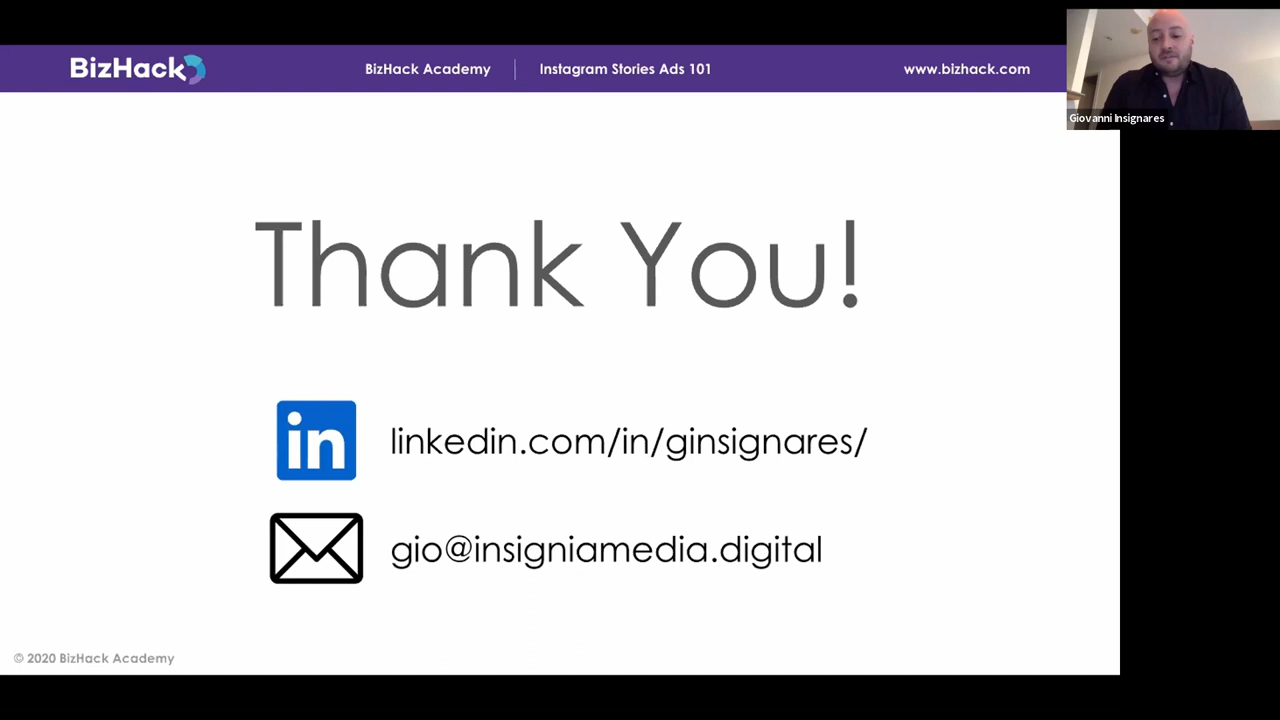 BizHack
BizHack Academy | Instagram Stories Ads 101
www.bizhack.com
Giovanni Insignares
Thank You!
in
linkedin.com/in/ginsignares/
gio@insigniamedia.digital
© 2020 BizHack Academy